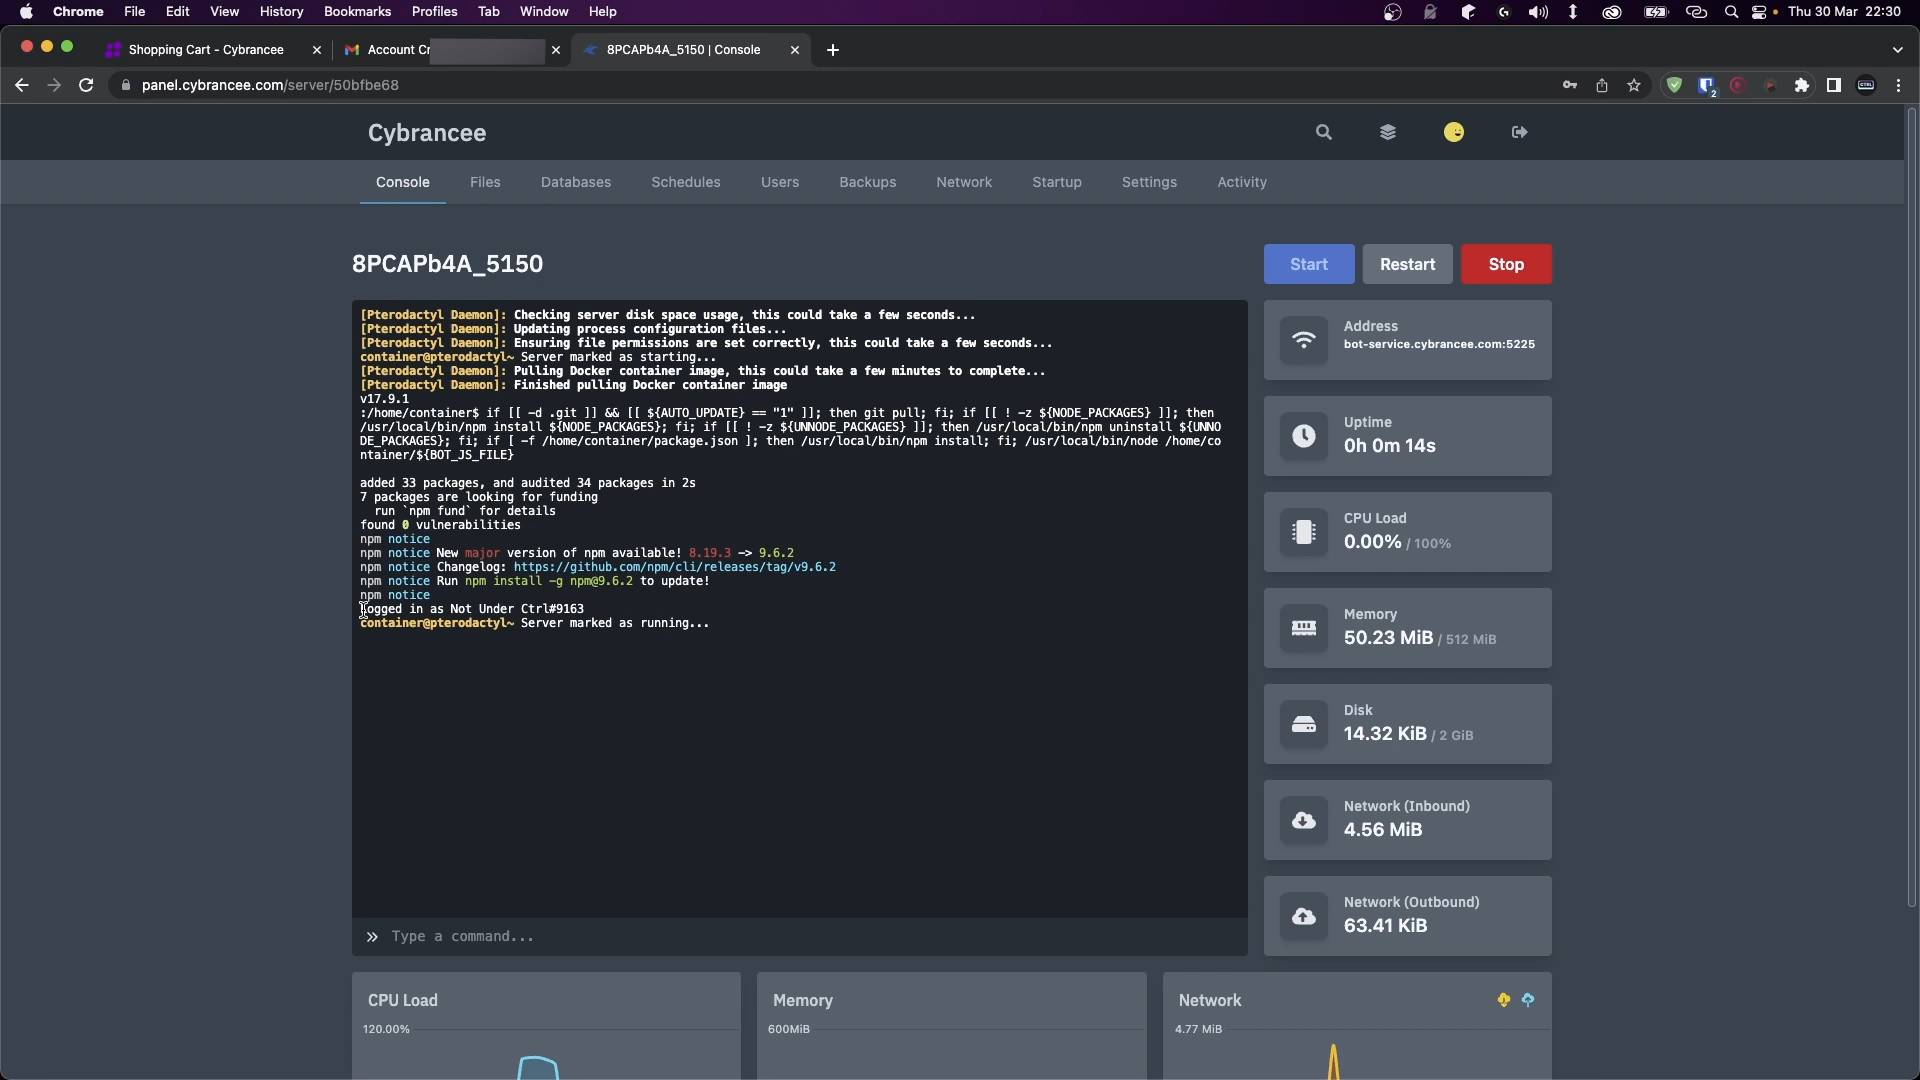 Chrome File Edit View History Bookmarks Profiles Tab Window Help Thu 30 Mar 22:30
Shopping Cart - Cybrancee Account Cr 8PCAPb4A_5150 | Console
panel.cybrancee.com/server/50bfbe68 2
Cybrancee
Console Files Databases Schedules Users Backups Network Startup Settings Activity
8PCAPb4A_5150 Start Restart Stop
[Pterodactyl Daemon]: Checking server disk space usage, this could take a few seconds...
[Pterodactyl Daemon]: Updating process configuration files...
[Pterodactyl Daemon]: Ensuring file permissions are set correctly, this could take a few seconds...
container@pterodactyl~ Server marked as starting...
[Pterodactyl Daemon]: Pulling Docker container image, this could take a few minutes to complete...
[Pterodactyl Daemon]: Finished pulling Docker container image
v17.9.1
:/home/container$ if [[ -d .git ]] && [[ ${AUTO_UPDATE} == "1" ]]; then git pull; fi; if [[ ! -z ${NODE_PACKAGES} ]]; then
/usr/local/bin/npm install ${NODE_PACKAGES}; fi; if [[ ! -z ${UNNODE_PACKAGES} ]]; then /usr/local/bin/npm uninstall ${UNNO
DE_PACKAGES}; fi; if [ -f /home/container/package.json ]; then /usr/local/bin/npm install; fi; /usr/local/bin/node /home/co
ntainer/${BOT_JS_FILE}
added 33 packages, and audited 34 packages in 2s
7 packages are looking for funding
run `npm fund` for details
found 0 vulnerabilities
npm notice
npm notice New major version of npm available! 8.19.3 -> 9.6.2
npm notice Changelog: https://github.com/npm/cli/releases/tag/v9.6.2
npm notice Run npm install -g npm@9.6.2 to update!
npm notice
Logged in as Not Under Ctrl#9163
container@pterodactyl~ Server marked as running...
Type a command...
Address
bot-service.cybrancee.com:5225
Uptime
0h 0m 14s
CPU Load
0.00% / 100%
Memory
50.23 MiB / 512 MiB
Disk
14.32 KiB / 2 GiB
Network (Inbound)
4.56 MiB
Network (Outbound)
63.41 KiB
CPU Load
120.00%
Memory
600MiB
Network
4.77 MiB